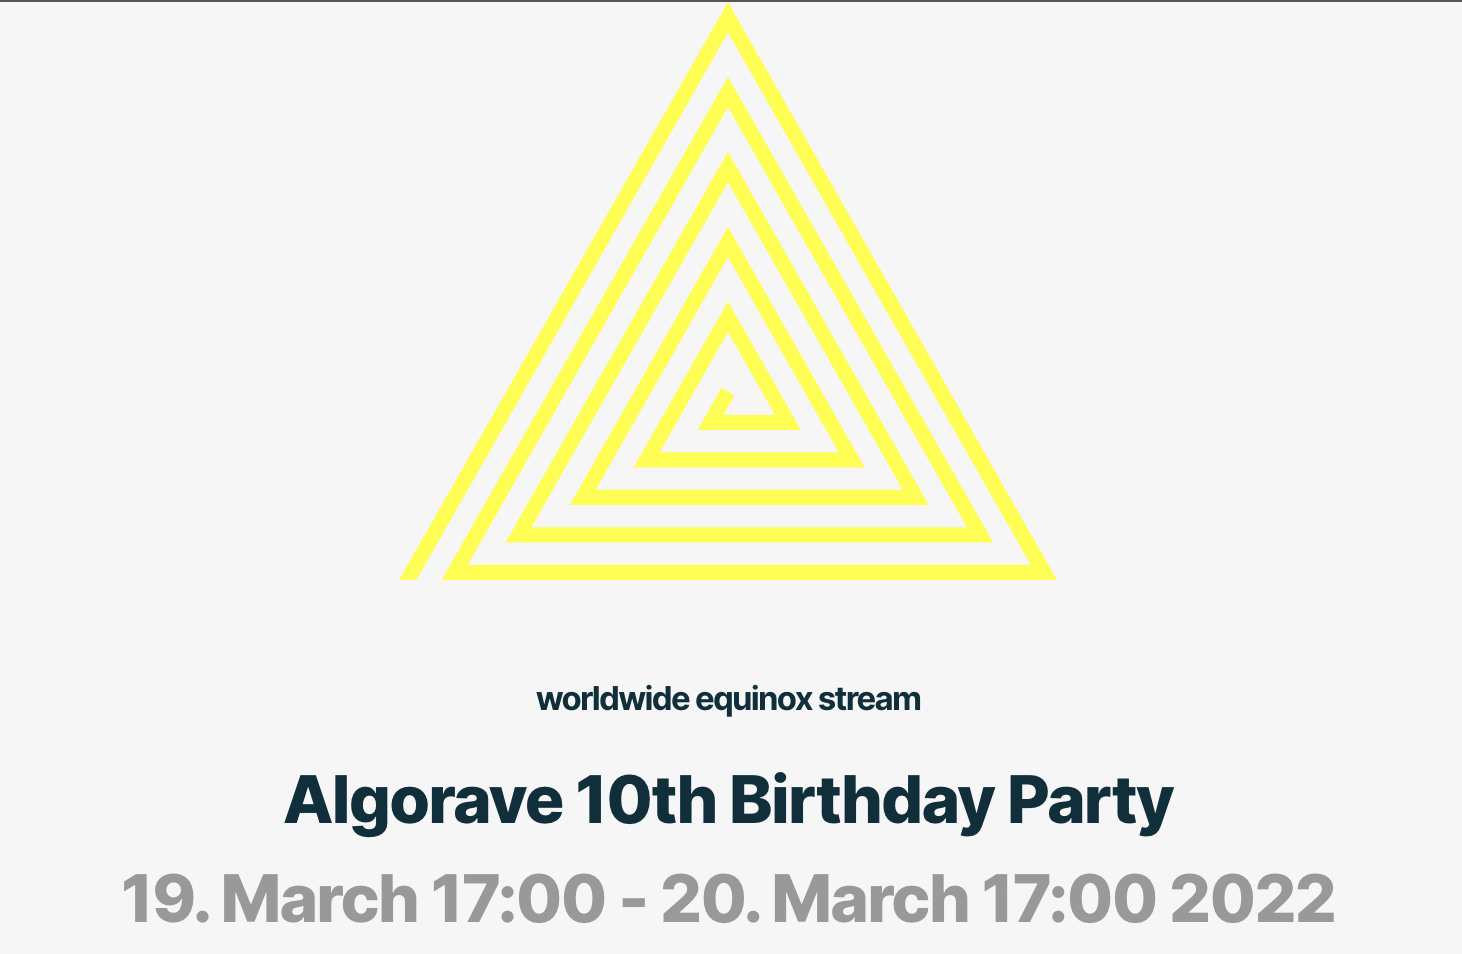 worldwide equinox stream
Algorave 10th Birthday Party
19. March 17:00 - 20. March 17:00 2022